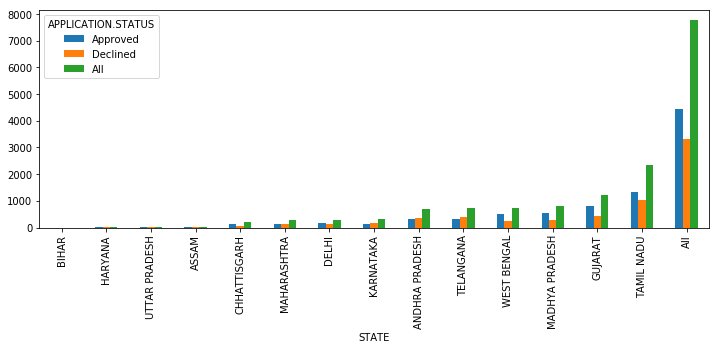 APPLICATION.STATUS
Approved
Declined
All
8000
7000
6000
5000
4000
3000
2000
1000
0
BIHAR
HARYANA
UTTAR PRADESH
ASSAM
CHHATTISGARH
MAHARASHTRA
DELHI
KARNATAKA
ANDHRA PRADESH
TELANGANA
WEST BENGAL
MADHYA PRADESH
GUJARAT
TAMIL NADU
All
STATE